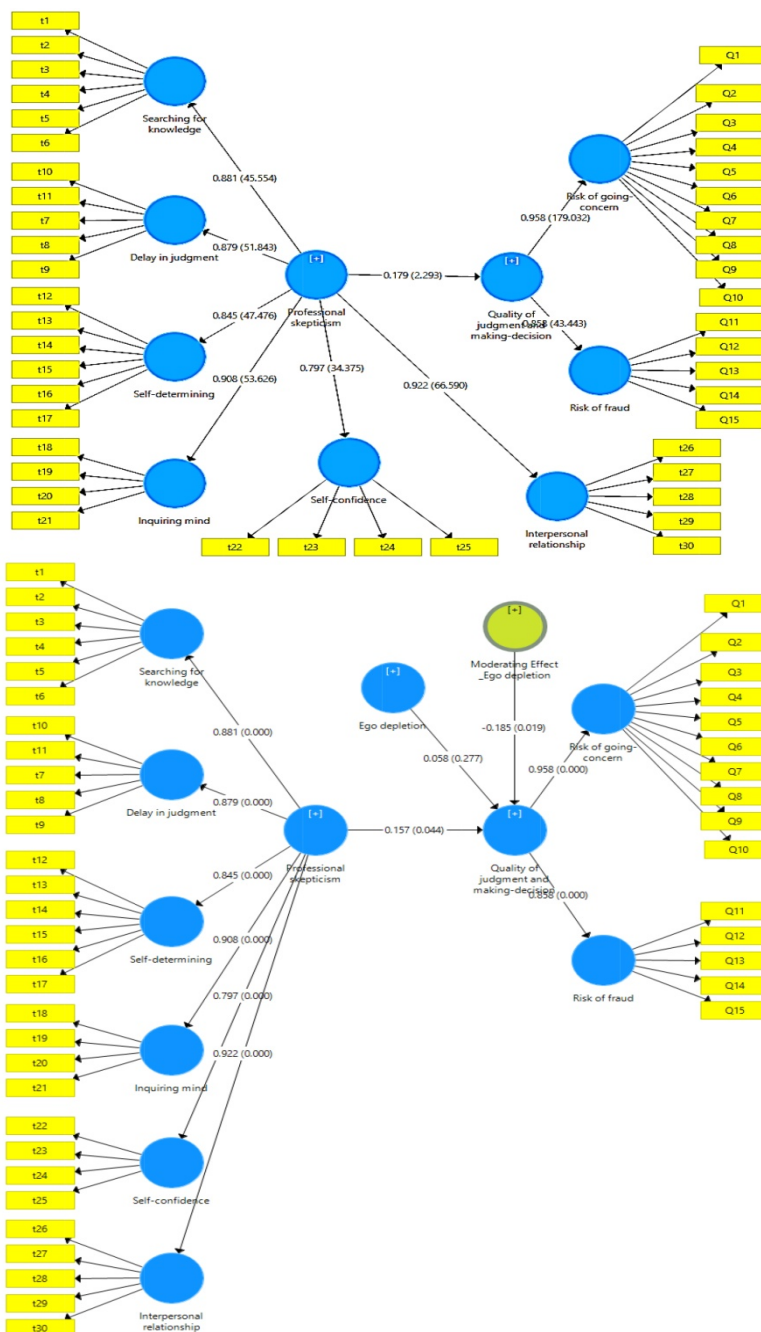 t1
t2
t3
t4
t5
t6
Searching for
knowledge
0.881 (45.554)
t10
t11
t7
t8
t9
Delay in judgment
0.879 (51.843)
t12
t13
t14
t15
t16
t17
Self-determining
0.845 (47.476)
t18
t19
t20
t21
Inquiring mind
0.908 (53.626)
[+]
Professional
skepticism
0.797 (34.375)
Self-confidence
t22
t23
t24
t25
0.179 (2.293)
0.922 (66.590)
[+]
Quality of
judgment and
making-decision
0.958 (179.032)
Risk of going-
concern
Q1
Q2
Q3
Q4
Q5
Q6
Q7
Q8
Q9
Q10
0.858 (43.443)
Risk of fraud
Q11
Q12
Q13
Q14
Q15
Interpersonal
relationship
t26
t27
t28
t29
t30
t1
t2
t3
t4
t5
t6
Searching for
knowledge
0.881 (0.000)
t10
t11
t7
t8
t9
Delay in judgment
0.879 (0.000)
t12
t13
t14
t15
t16
t17
Self-determining
0.845 (0.000)
t18
t19
t20
t21
Inquiring mind
0.908 (0.000)
t22
t23
t24
t25
Self-confidence
0.797 (0.000)
t26
t27
t28
t29
t30
Interpersonal
relationship
0.922 (0.000)
[+]
Professional
skepticism
0.157 (0.044)
[+]
Ego depletion
0.058 (0.277)
[+]
Moderating Effect
_Ego depletion
-0.185 (0.019)
[+]
Quality of
judgment and
making-decision
0.958 (0.000)
Risk of going-
concern
Q1
Q2
Q3
Q4
Q5
Q6
Q7
Q8
Q9
Q10
0.858 (0.000)
Risk of fraud
Q11
Q12
Q13
Q14
Q15